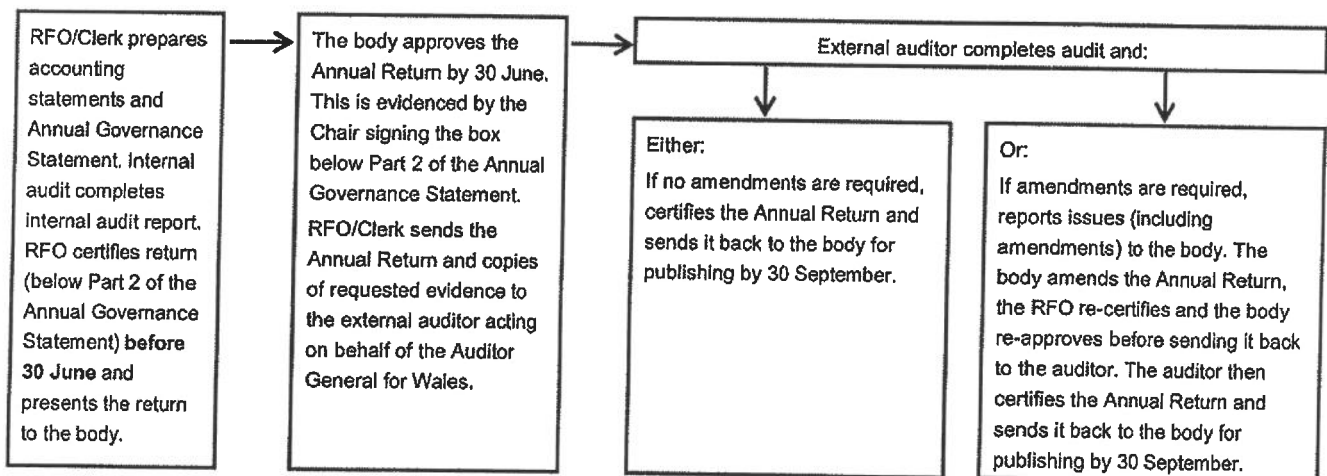 RFO/Clerk prepares
accounting
statements and
Annual Governance
Statement. Internal
audit completes
internal audit report.
RFO certifies return
(below Part 2 of the
Annual Governance
Statement) before
30 June and
presents the return
to the body.
The body approves the
Annual Return by 30 June.
This is evidenced by the
Chair signing the box
below Part 2 of the Annual
Governance Statement.
RFO/Clerk sends the
Annual Return and copies
of requested evidence to
the external auditor acting
on behalf of the Auditor
General for Wales.
External auditor completes audit and:
Either:
If no amendments are required,
certifies the Annual Return and
sends it back to the body for
publishing by 30 September.
Or:
If amendments are required,
reports issues (including
amendments) to the body. The
body amends the Annual Return,
the RFO re-certifies and the body
re-approves before sending it back
to the auditor. The auditor then
certifies the Annual Return and
sends it back to the body for
publishing by 30 September.